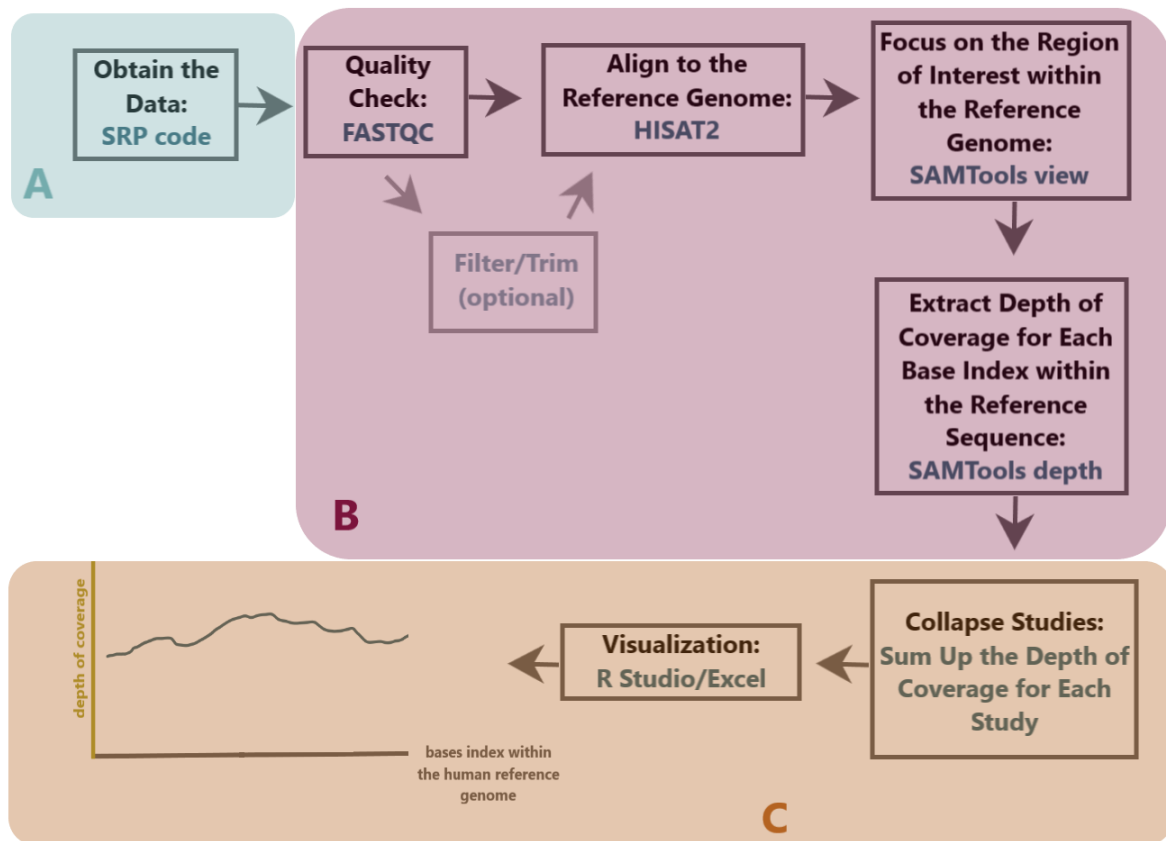 Obtain the
Data:
SRP code
A
Quality
Check:
FASTQC
Align to the
Reference Genome:
HISAT2
Focus on the Region
of Interest within
the Reference
Genome:
SAMTools view
Filter/Trim
(optional)
Extract Depth of
Coverage for Each
Base Index within
the Reference
Sequence:
SAMTools depth
B
Collapse Studies:
Sum Up the Depth of
Coverage for Each
Study
Visualization:
R Studio/Excel
depth of coverage
bases index within
the human reference
genome
C